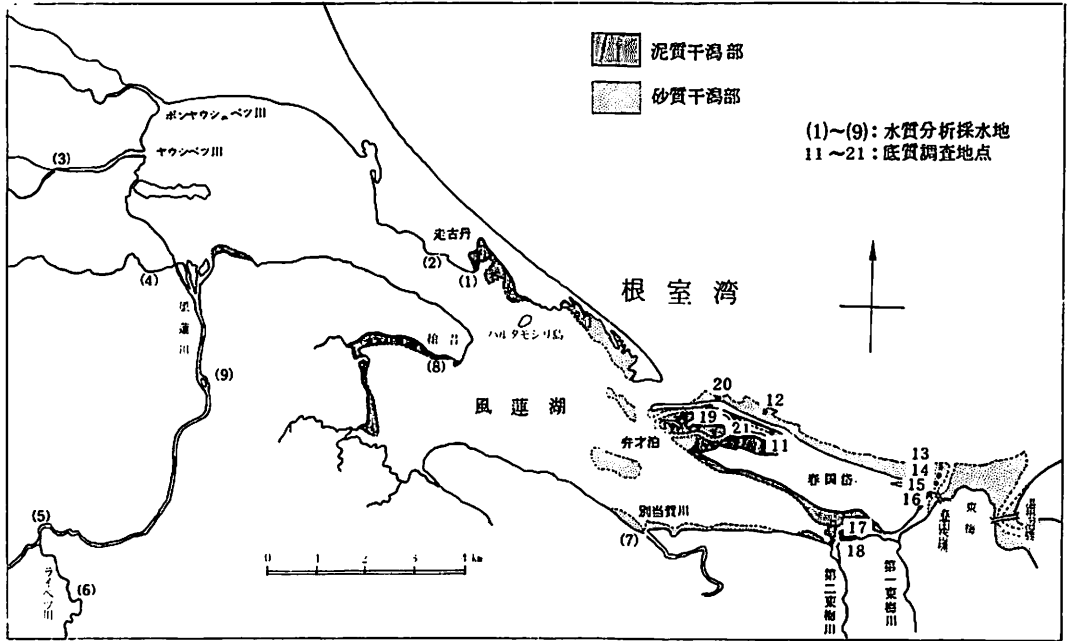 泥質干潟部
砂質干潟部
(1)~(9):水質分析採水地
11~21:底質調査地点
ポンヤウシュベツ川
(3)
ヤウシベツ川
走古丹
(2)
(1)
(4)
根室湾
風蓮川
ハルタモシリ島
槍昔
(8)
(9)
風蓮湖
20
12
19
21
11
弁才泊
13
14
15
16
春国岱
東梅
別当賀川
(7)
17
18
第二東梅川
第一東梅川
(5)
(6)
ライベツ川
0 1 2 3 4 km